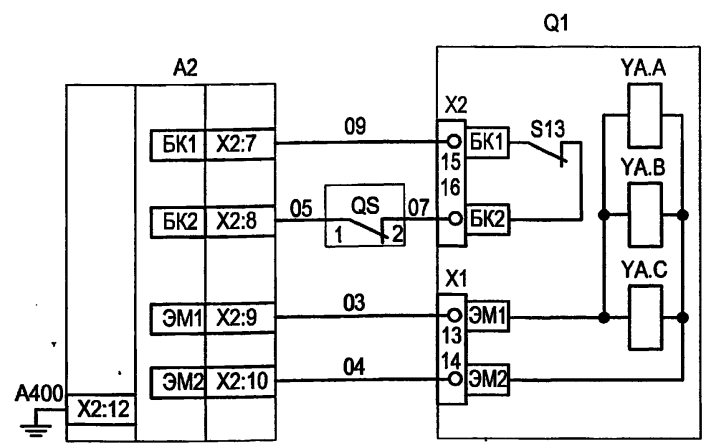 Q1
A2
YA.A
X2
БК1 X2:7
09
БК1
S13
15
16
YA.B
БК2 X2:8
05
QS
1 2
07
БК2
YA.C
X1
ЭМ1 X2:9
03
ЭМ1
13
14
ЭМ2 X2:10
04
ЭМ2
A400
X2:12